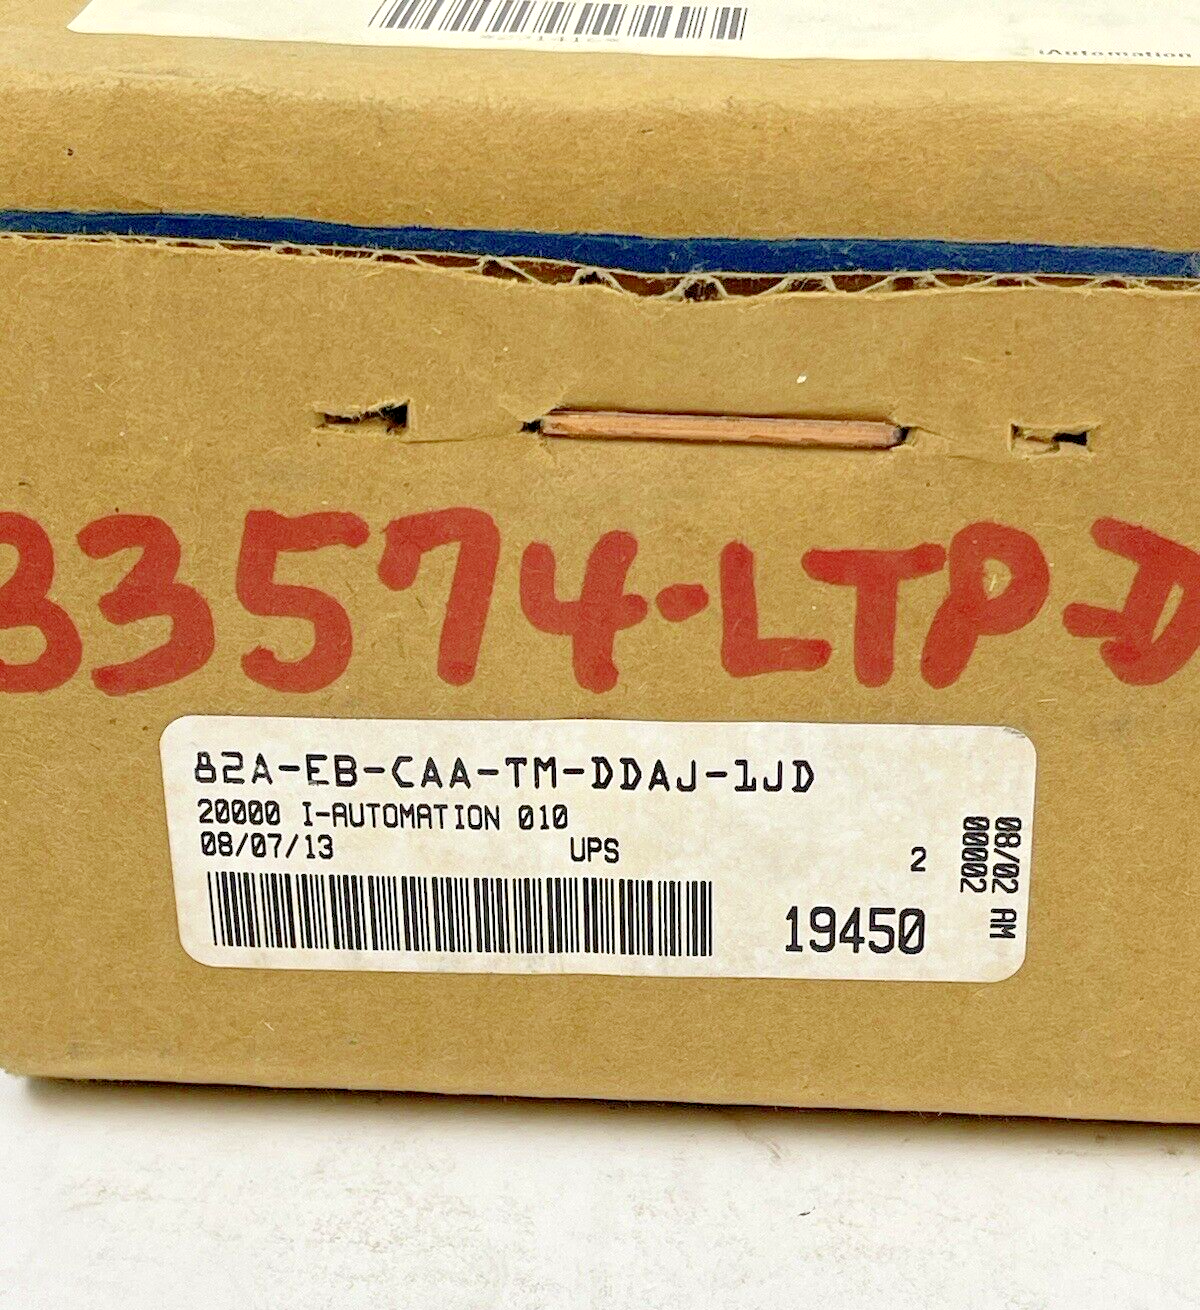 iAutomation
33574-LTP-D
82A-EB-CAA-TM-DDAJ-1JD
20000 I-AUTOMATION 010
08/07/13 UPS 2
19450
08/02 AM
00002